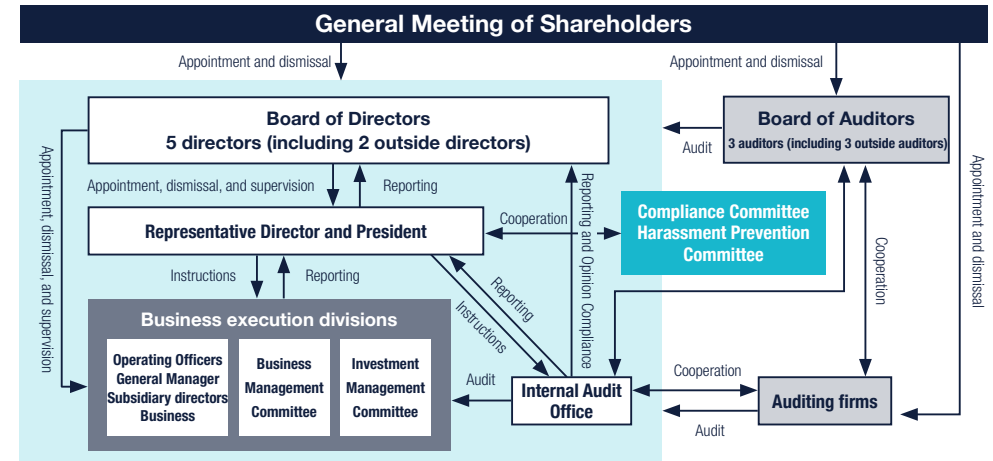 General Meeting of Shareholders
Appointment and dismissal
Appointment and dismissal
Board of Directors
5 directors (including 2 outside directors)
Board of Auditors
3 auditors (including 3 outside auditors)
Audit
Appointment and dismissal
Appointment, dismissal, and supervision
Appointment, dismissal, and supervision
Reporting
Reporting and Opinion Compliance
Representative Director and President
Cooperation
Compliance Committee
Harassment Prevention
Committee
Cooperation
Instructions
Reporting
Reporting
Instructions
Business execution divisions
Operating Officers
General Manager
Subsidiary directors
Business
Business
Management
Committee
Investment
Management
Committee
Audit
Internal Audit
Office
Cooperation
Audit
Auditing firms